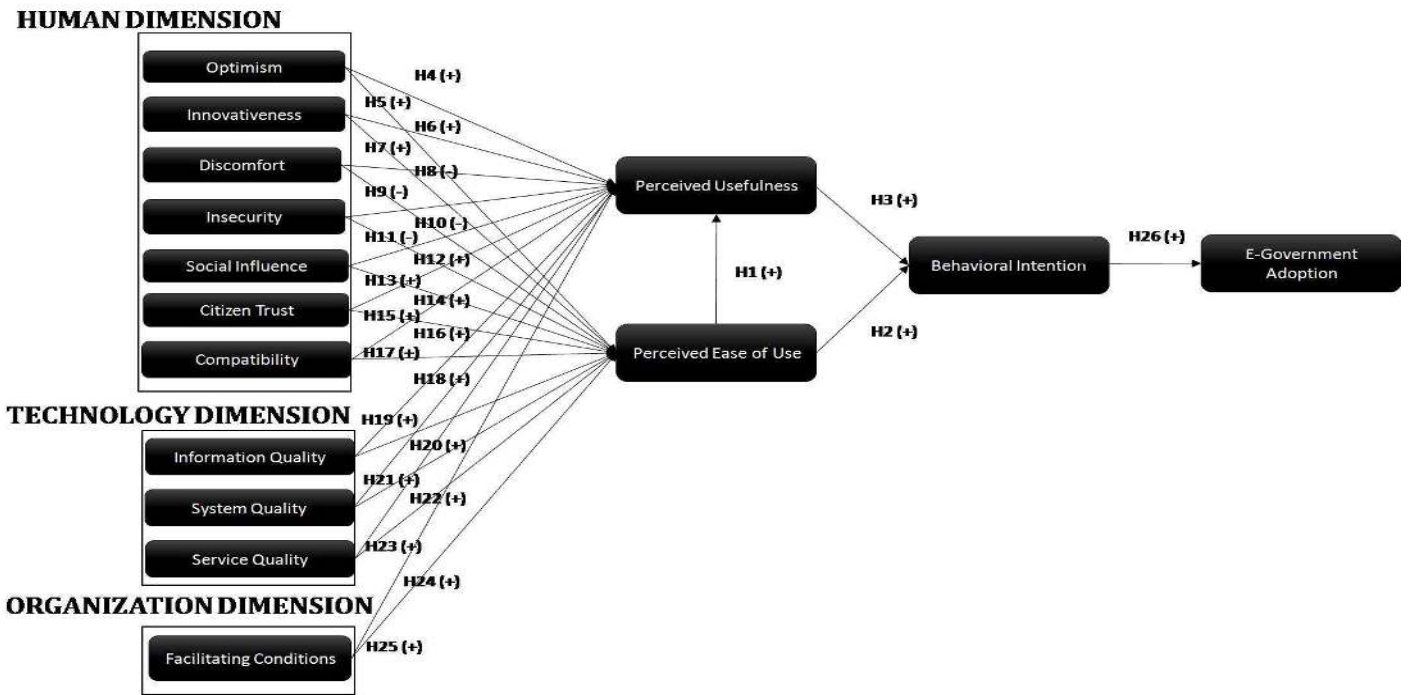 HUMAN DIMENSION
Optimism
Innovativeness
Discomfort
Insecurity
Social Influence
Citizen Trust
Compatibility
TECHNOLOGY DIMENSION
Information Quality
System Quality
Service Quality
ORGANIZATION DIMENSION
Facilitating Conditions
H4 (+)
H5 (+)
H6 (+)
H7 (+)
H8 (-)
H9 (-)
H10 (-)
H11 (-)
H12 (+)
H13 (+)
H14 (+)
H15 (+)
H16 (+)
H17 (+)
H18 (+)
H19 (+)
H20 (+)
H21 (+)
H22 (+)
H23 (+)
H24 (+)
H25 (+)
Perceived Usefulness
H1 (+)
Perceived Ease of Use
H3 (+)
H2 (+)
Behavioral Intention
H26 (+)
E-Government
Adoption